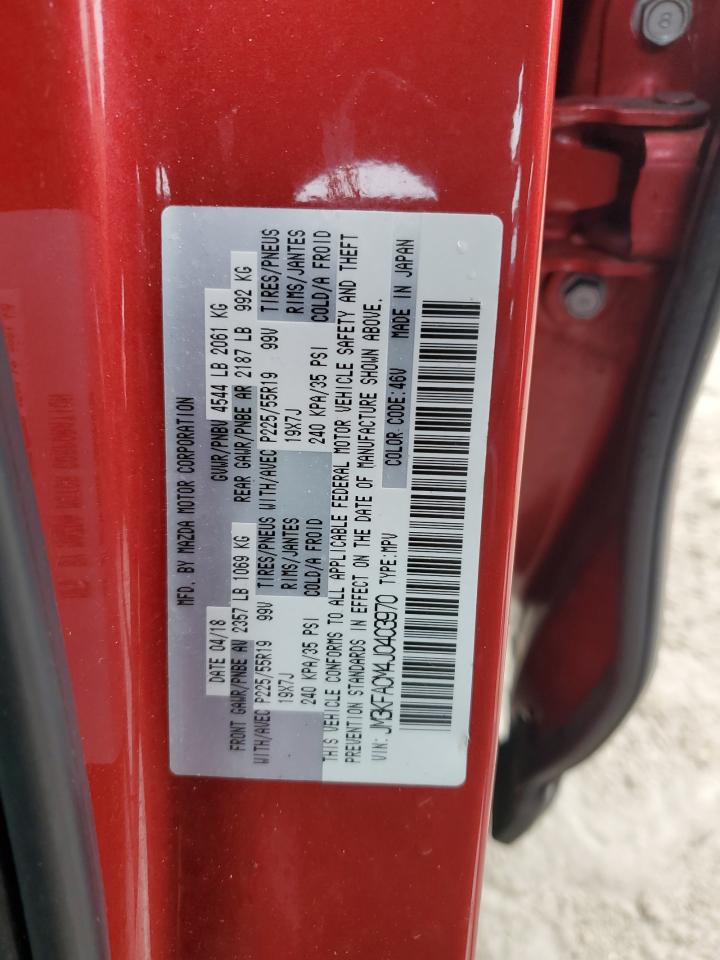 MFD. BY MAZDA MOTOR CORPORATION
DATE 04/18 GVWR/PNBV 4544 LB 2061 KG
FRONT GAWR/PNBE AV 2357 LB 1069 KG REAR GAWR/PNBE AR 2187 LB 992 KG
WITH/AVEC P225/55R19 99V TIRES/PNEUS WITH/AVEC P225/55R19 99V TIRES/PNEUS
19X7J RIMS/JANTES 19X7J RIMS/JANTES
240 KPA/35 PSI COLD/A FROID 240 KPA/35 PSI COLD/A FROID
THIS VEHICLE CONFORMS TO ALL APPLICABLE FEDERAL MOTOR VEHICLE SAFETY AND THEFT
PREVENTION STANDARDS IN EFFECT ON THE DATE OF MANUFACTURE SHOWN ABOVE.
VIN: TYPE:MPV COLOR CODE:46V MADE IN JAPAN
8